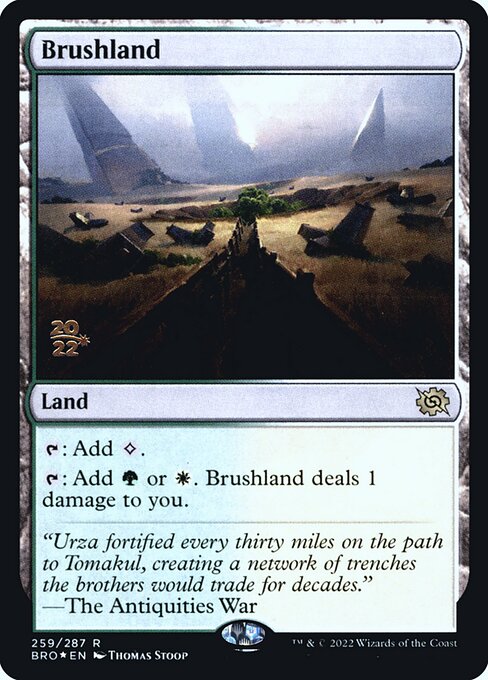 Brushland
20
22
Land
: Add .
: Add or . Brushland deals 1
damage to you.
“Urza fortified every thirty miles on the path
to Tomakul, creating a network of trenches
the brothers would trade for decades.”
—The Antiquities War
259/287 R
™ & © 2022 Wizards of the Coast
BRO★EN Thomas Stoop